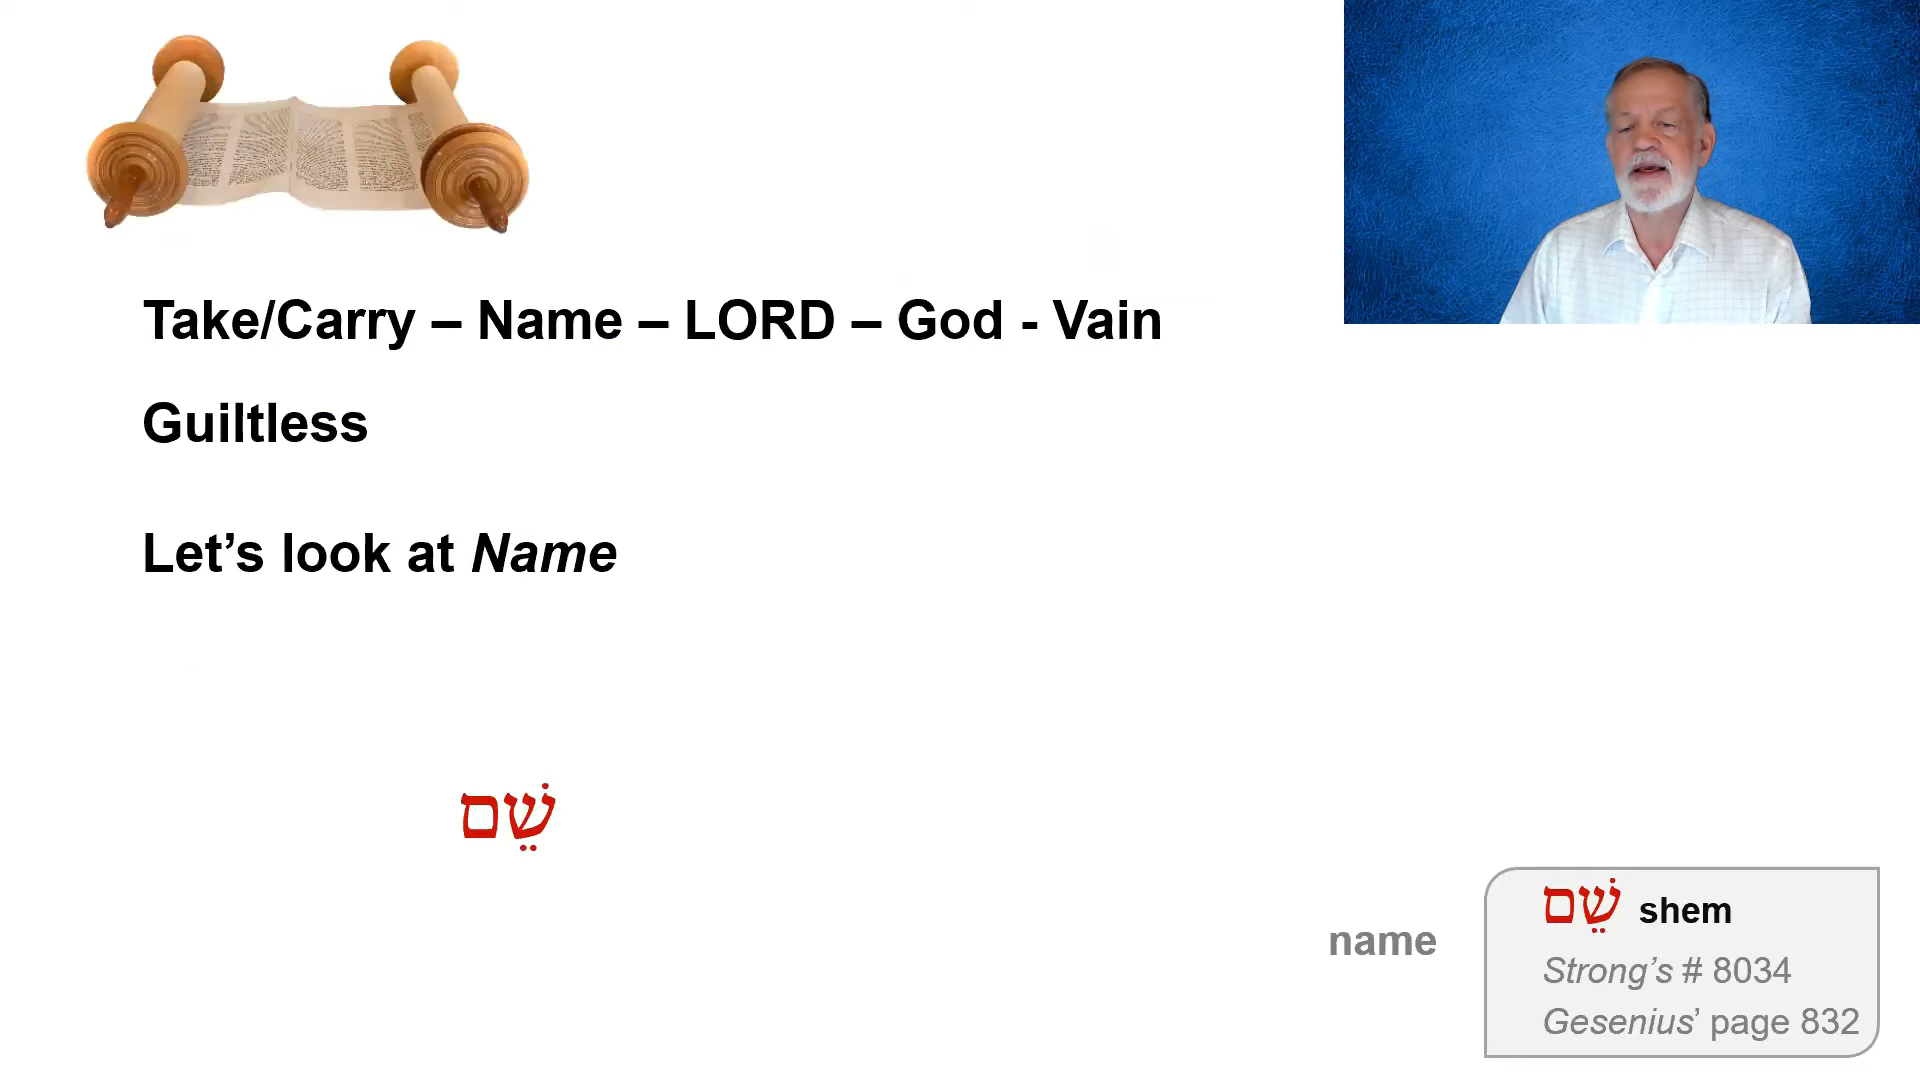 Take/Carry – Name – LORD – God - Vain
Guiltless
Let’s look at Name
שֵׁם
name
שֵׁם shem
Strong’s # 8034
Gesenius’ page 832